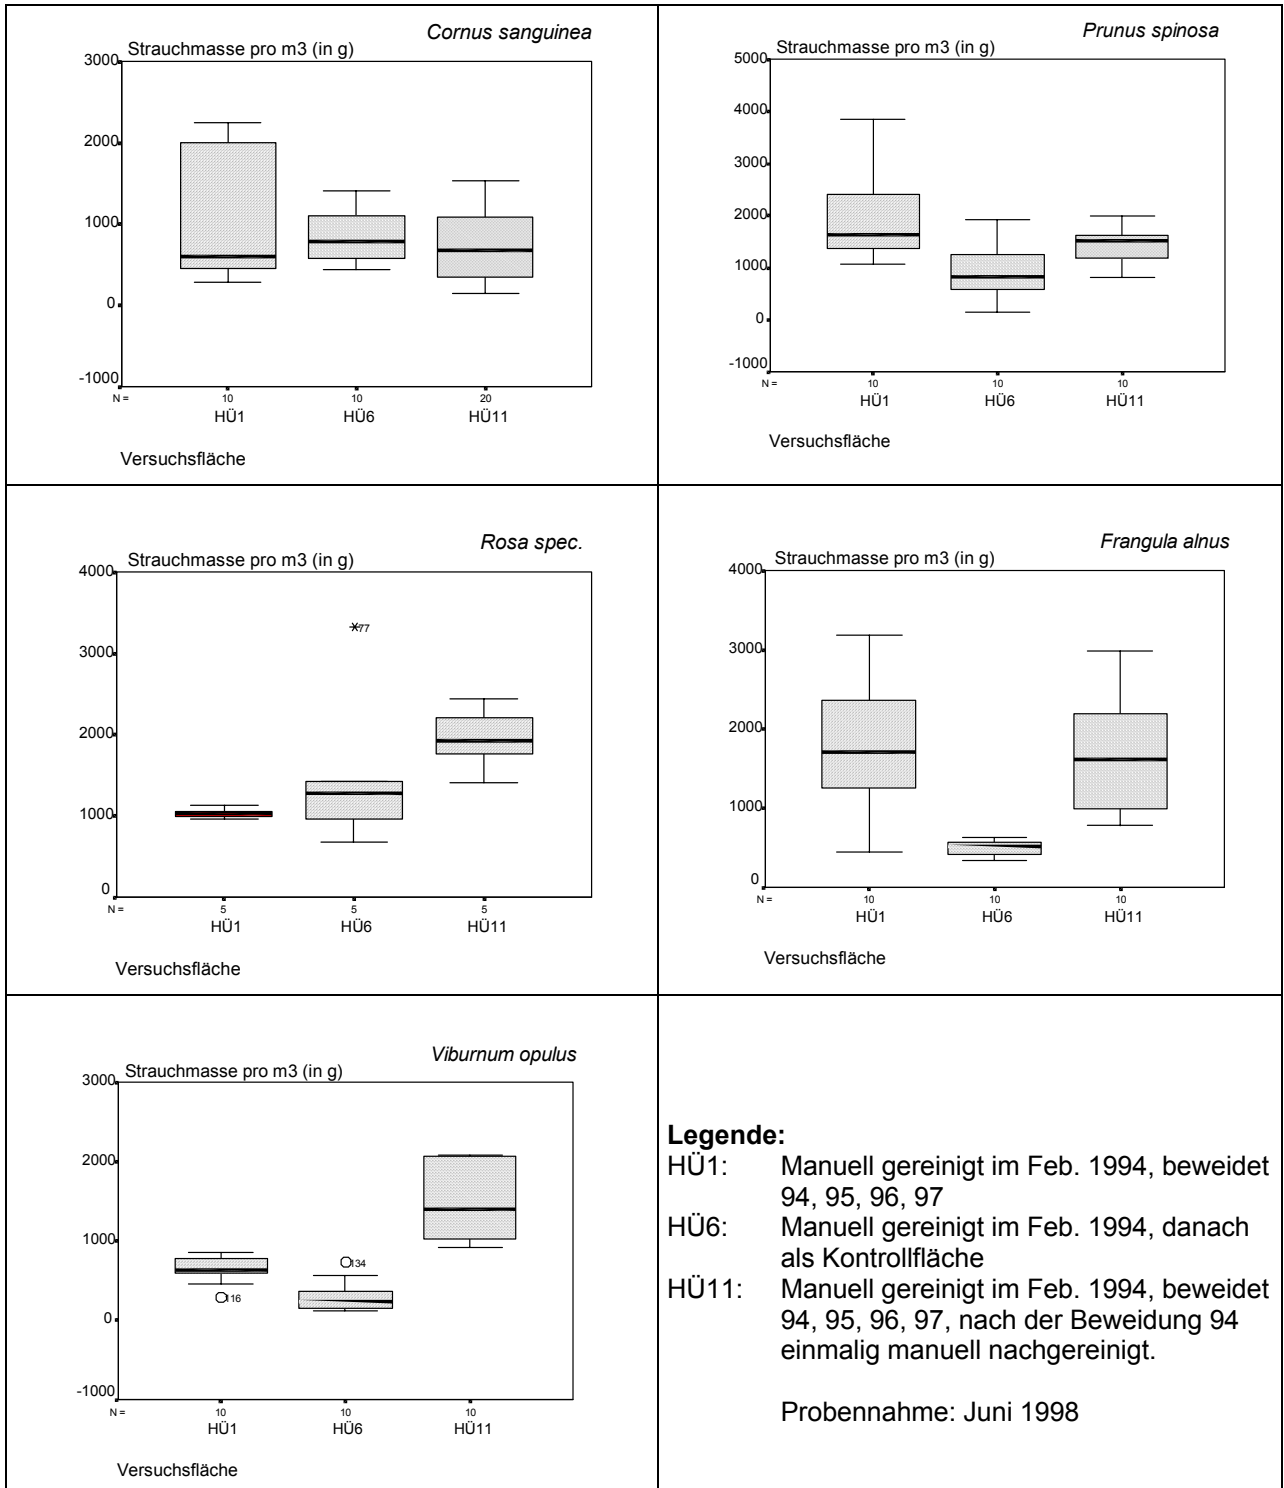 Cornus sanguinea
Strauchmasse pro m3 (in g)
3000
2000
1000
0
-1000
N = 10 10 20
HÜ1 HÜ6 HÜ11
Versuchsfläche
Prunus spinosa
Strauchmasse pro m3 (in g)
5000
4000
3000
2000
1000
0
-1000
N = 10 10 10
HÜ1 HÜ6 HÜ11
Versuchsfläche
Rosa spec.
Strauchmasse pro m3 (in g)
4000
3000
2000
1000
0
77
N = 5 5 5
HÜ1 HÜ6 HÜ11
Versuchsfläche
Frangula alnus
Strauchmasse pro m3 (in g)
4000
3000
2000
1000
0
N = 10 10 10
HÜ1 HÜ6 HÜ11
Versuchsfläche
Viburnum opulus
Strauchmasse pro m3 (in g)
3000
2000
1000
0
-1000
134
116
N = 10 10 10
HÜ1 HÜ6 HÜ11
Versuchsfläche
Legende:
HÜ1: Manuell gereinigt im Feb. 1994, beweidet
94, 95, 96, 97
HÜ6: Manuell gereinigt im Feb. 1994, danach
als Kontrollfläche
HÜ11: Manuell gereinigt im Feb. 1994, beweidet
94, 95, 96, 97, nach der Beweidung 94
einmalig manuell nachgereinigt.
Probennahme: Juni 1998